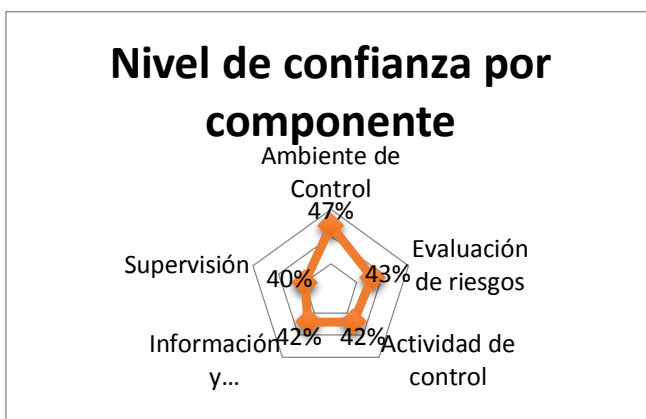 Nivel de confianza por
componente
Ambiente de
Control
47%
Evaluación
de riesgos
43%
Actividad de
control
42%
Información
y...
42%
Supervisión
40%